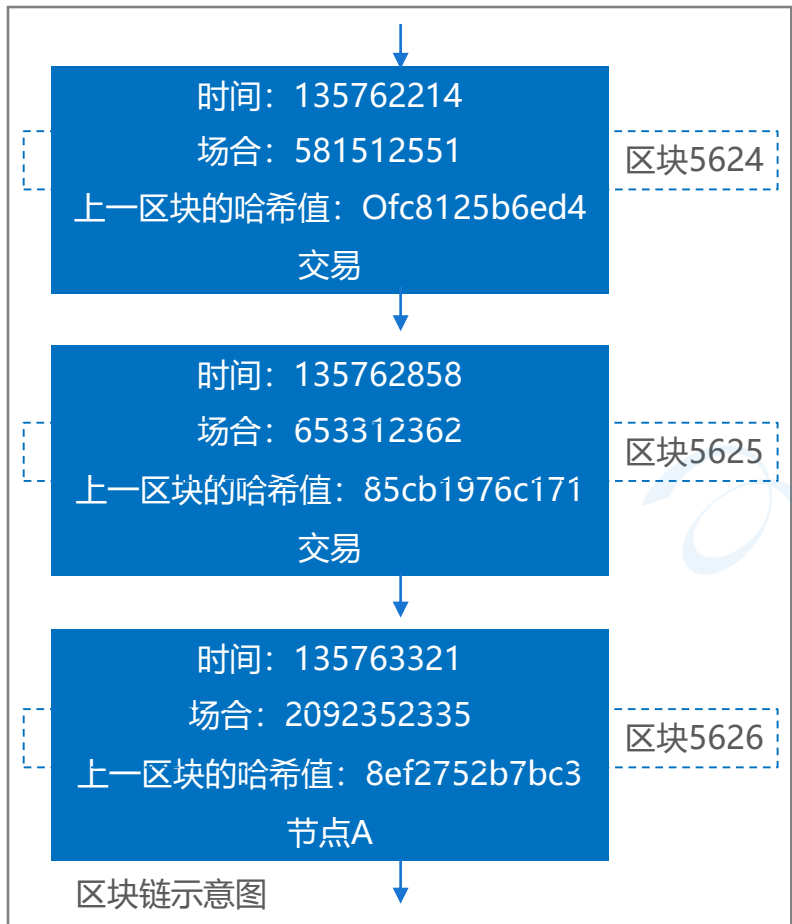 时间：135762214
场合：581512551
区块5624
上一区块的哈希值：Ofc8125b6ed4
交易
时间：135762858
场合：653312362
区块5625
上一区块的哈希值：85cb1976c171
交易
时间：135763321
场合：2092352335
区块5626
上一区块的哈希值：8ef2752b7bc3
节点A
区块链示意图